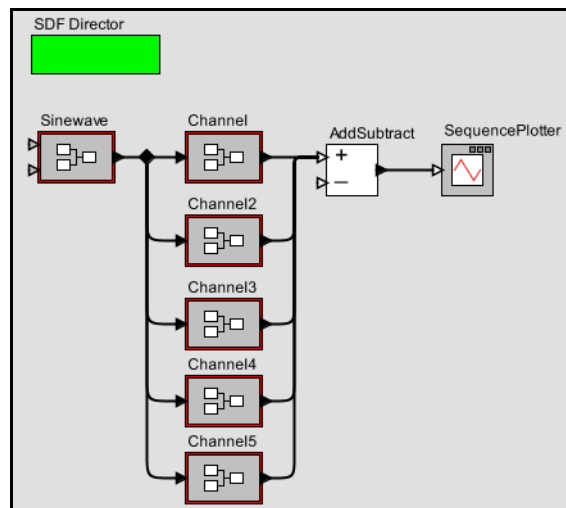 SDF Director
Sinewave
Channel
AddSubtract
SequencePlotter
Channel2
Channel3
Channel4
Channel5